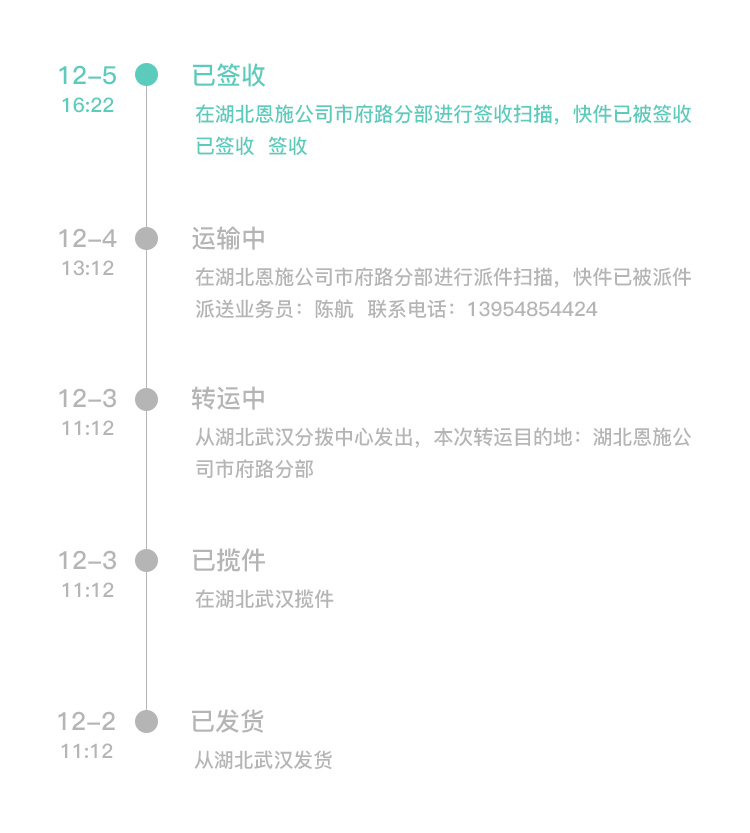 12-5
已签收
16:22
在湖北恩施公司市府路分部进行签收扫描，快件已被签收
已签收 签收
12-4
运输中
13:12
在湖北恩施公司市府路分部进行派件扫描，快件已被派件
派送业务员：陈航 联系电话：13954854424
12-3
转运中
11:12
从湖北武汉分拨中心发出，本次转运目的地：湖北恩施公
司市府路分部
12-3
已揽件
11:12
在湖北武汉揽件
12-2
已发货
11:12
从湖北武汉发货